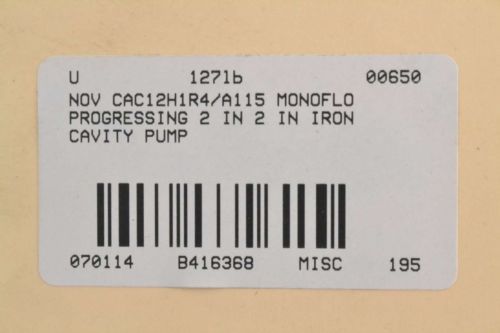 U 1271b 00650
NOV CAC12H1R4/A115 MONOFLO
PROGRESSING 2 IN 2 IN IRON
CAVITY PUMP
070114 B416368 MISC 195